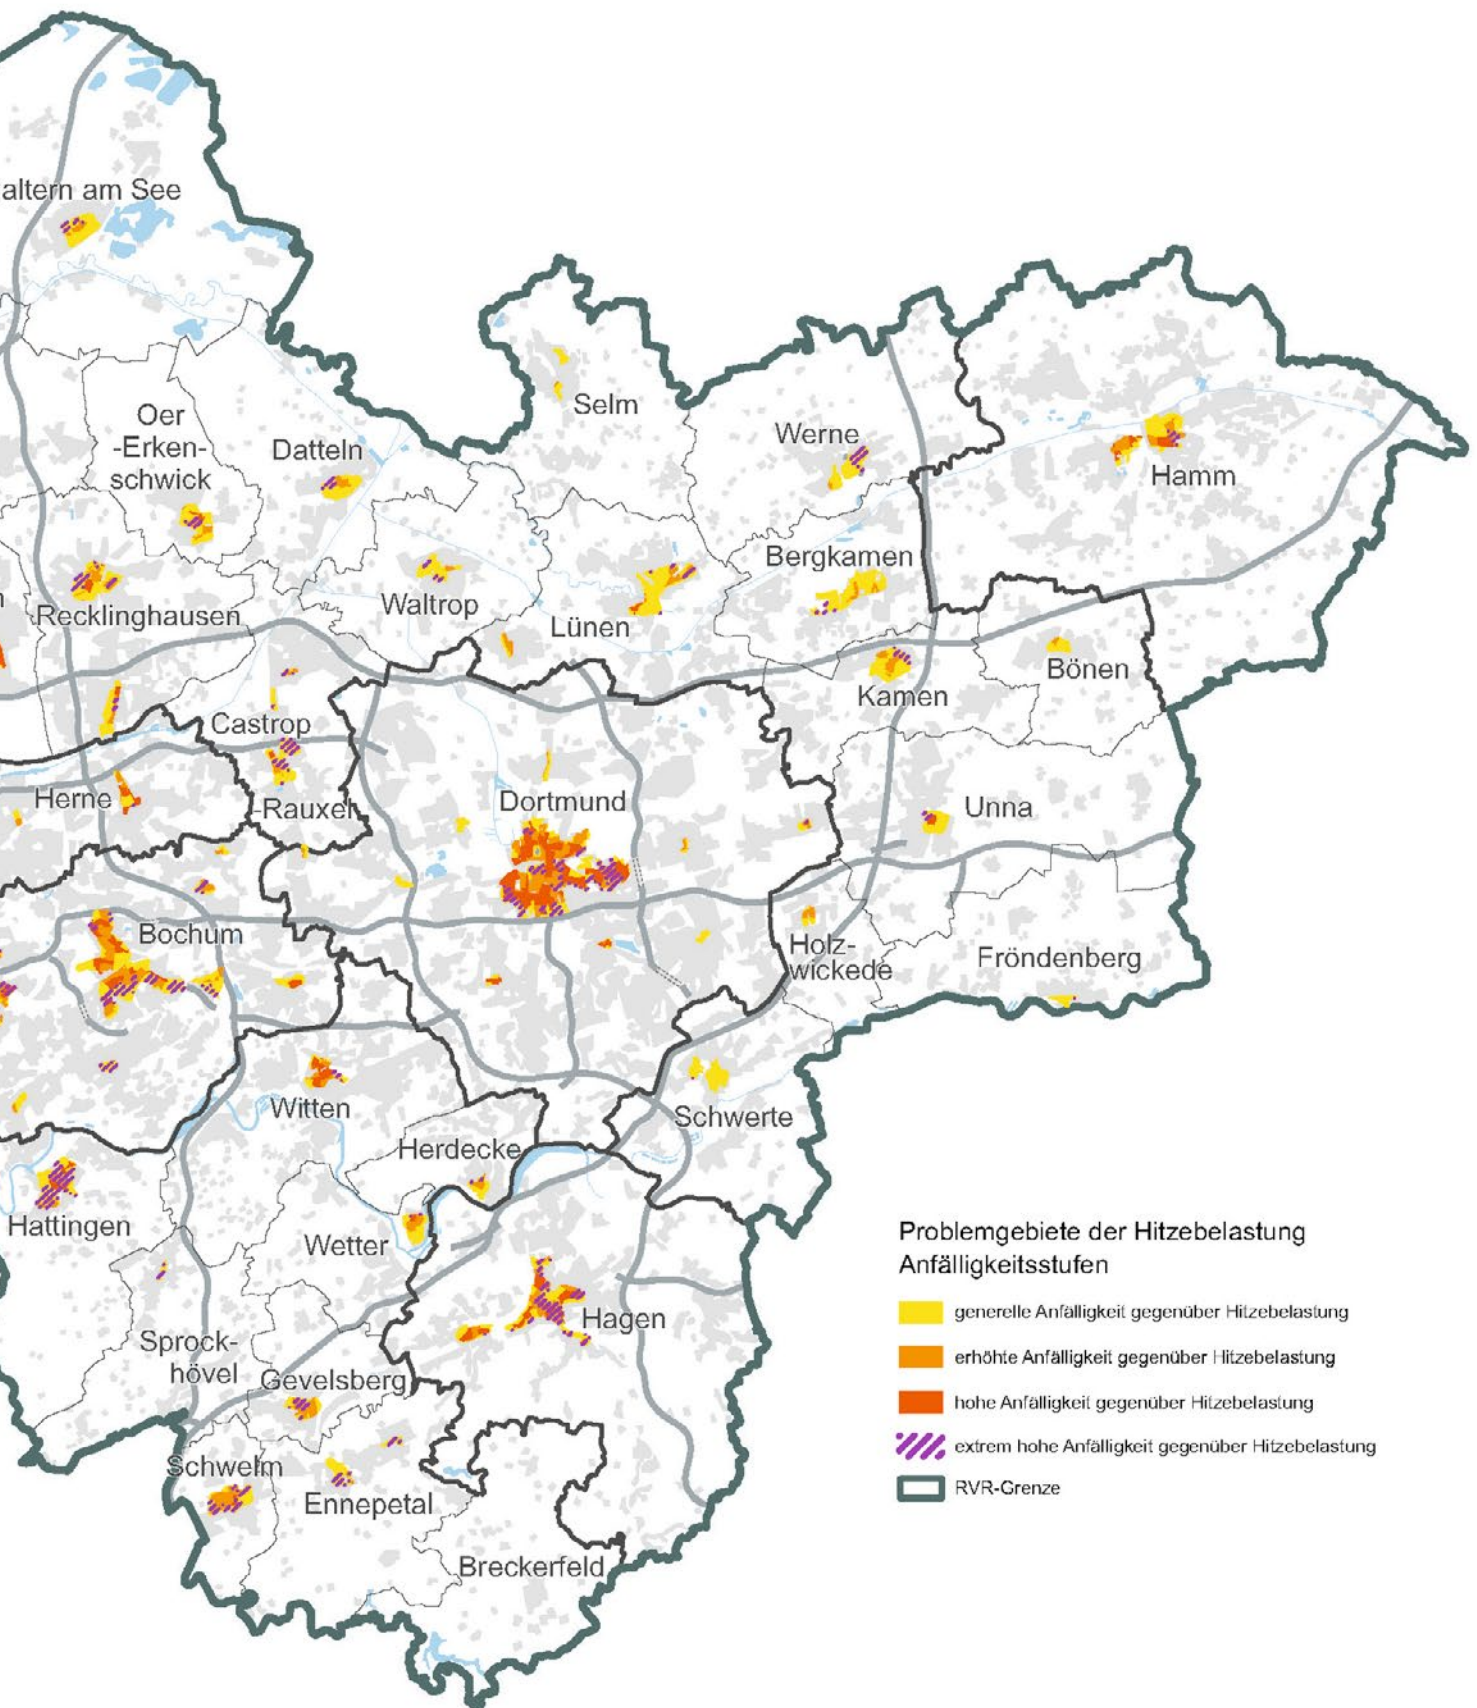 altern am See
Selm
Oer
-Erken-
schwick
Datteln
Werne
Hamm
Recklinghausen
Waltrop
Lünen
Bergkamen
Kamen
Bönen
Castrop
-Rauxel
Herne
Dortmund
Unna
Bochum
Holz-
wickede
Fröndenberg
Witten
Herdecke
Schwerte
Hattingen
Wetter
Sprock-
hövel
Hagen
Gevelsberg
Schwelm
Ennepetal
Breckerfeld
Problemgebiete der Hitzebelastung
Anfälligkeitsstufen
generelle Anfälligkeit gegenüber Hitzebelastung
erhöhte Anfälligkeit gegenüber Hitzebelastung
hohe Anfälligkeit gegenüber Hitzebelastung
extrem hohe Anfälligkeit gegenüber Hitzebelastung
RVR-Grenze